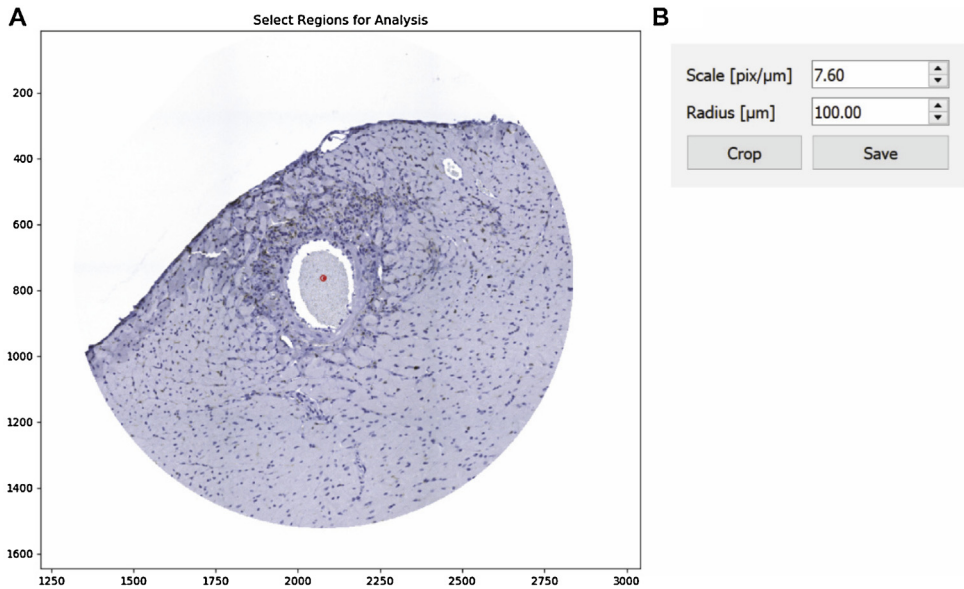 A
Select Regions for Analysis
200
400
600
800
1000
1200
1400
1600
1250 1500 1750 2000 2250 2500 2750 3000
B
Scale [pix/µm] 7.60
Radius [µm] 100.00
Crop Save